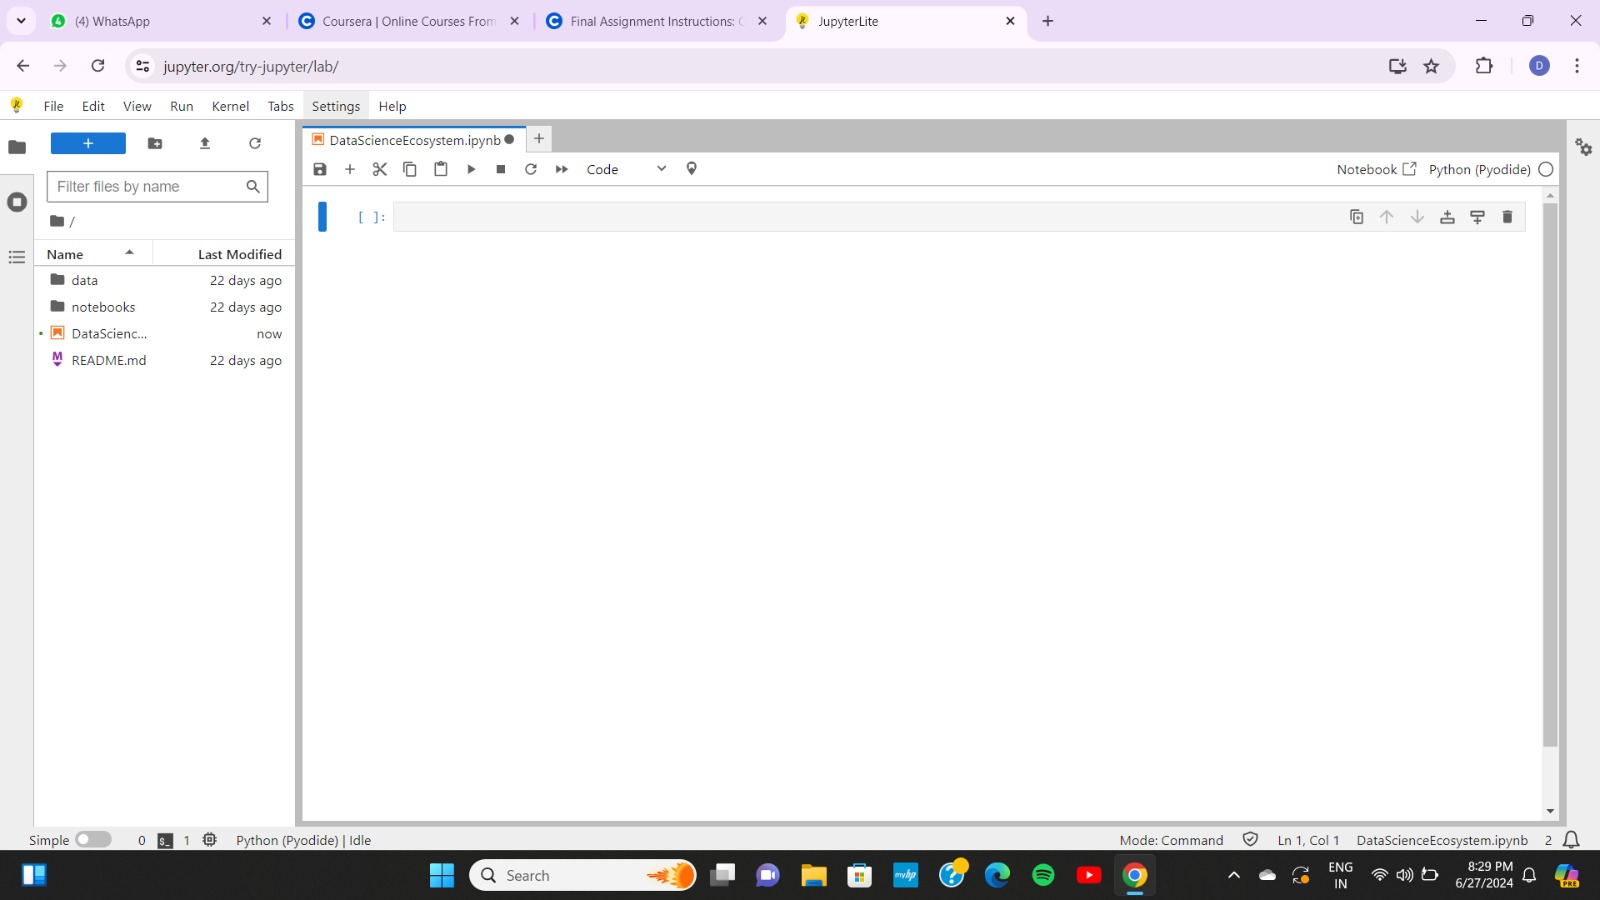 (4) WhatsApp
Coursera | Online Courses From
Final Assignment Instructions:
JupyterLite
jupyter.org/try-jupyter/lab/
D
File Edit View Run Kernel Tabs Settings Help
DataScienceEcosystem.ipynb
Code
Notebook
Python (Pyodide)
Filter files by name
/
[ ]:
Name Last Modified
data 22 days ago
notebooks 22 days ago
DataScienc... now
README.md 22 days ago
Simple 0 1 Python (Pyodide) | Idle
Mode: Command Ln 1, Col 1 DataScienceEcosystem.ipynb 2
Search
myhp
ENG
IN
8:29 PM
6/27/2024
PRE